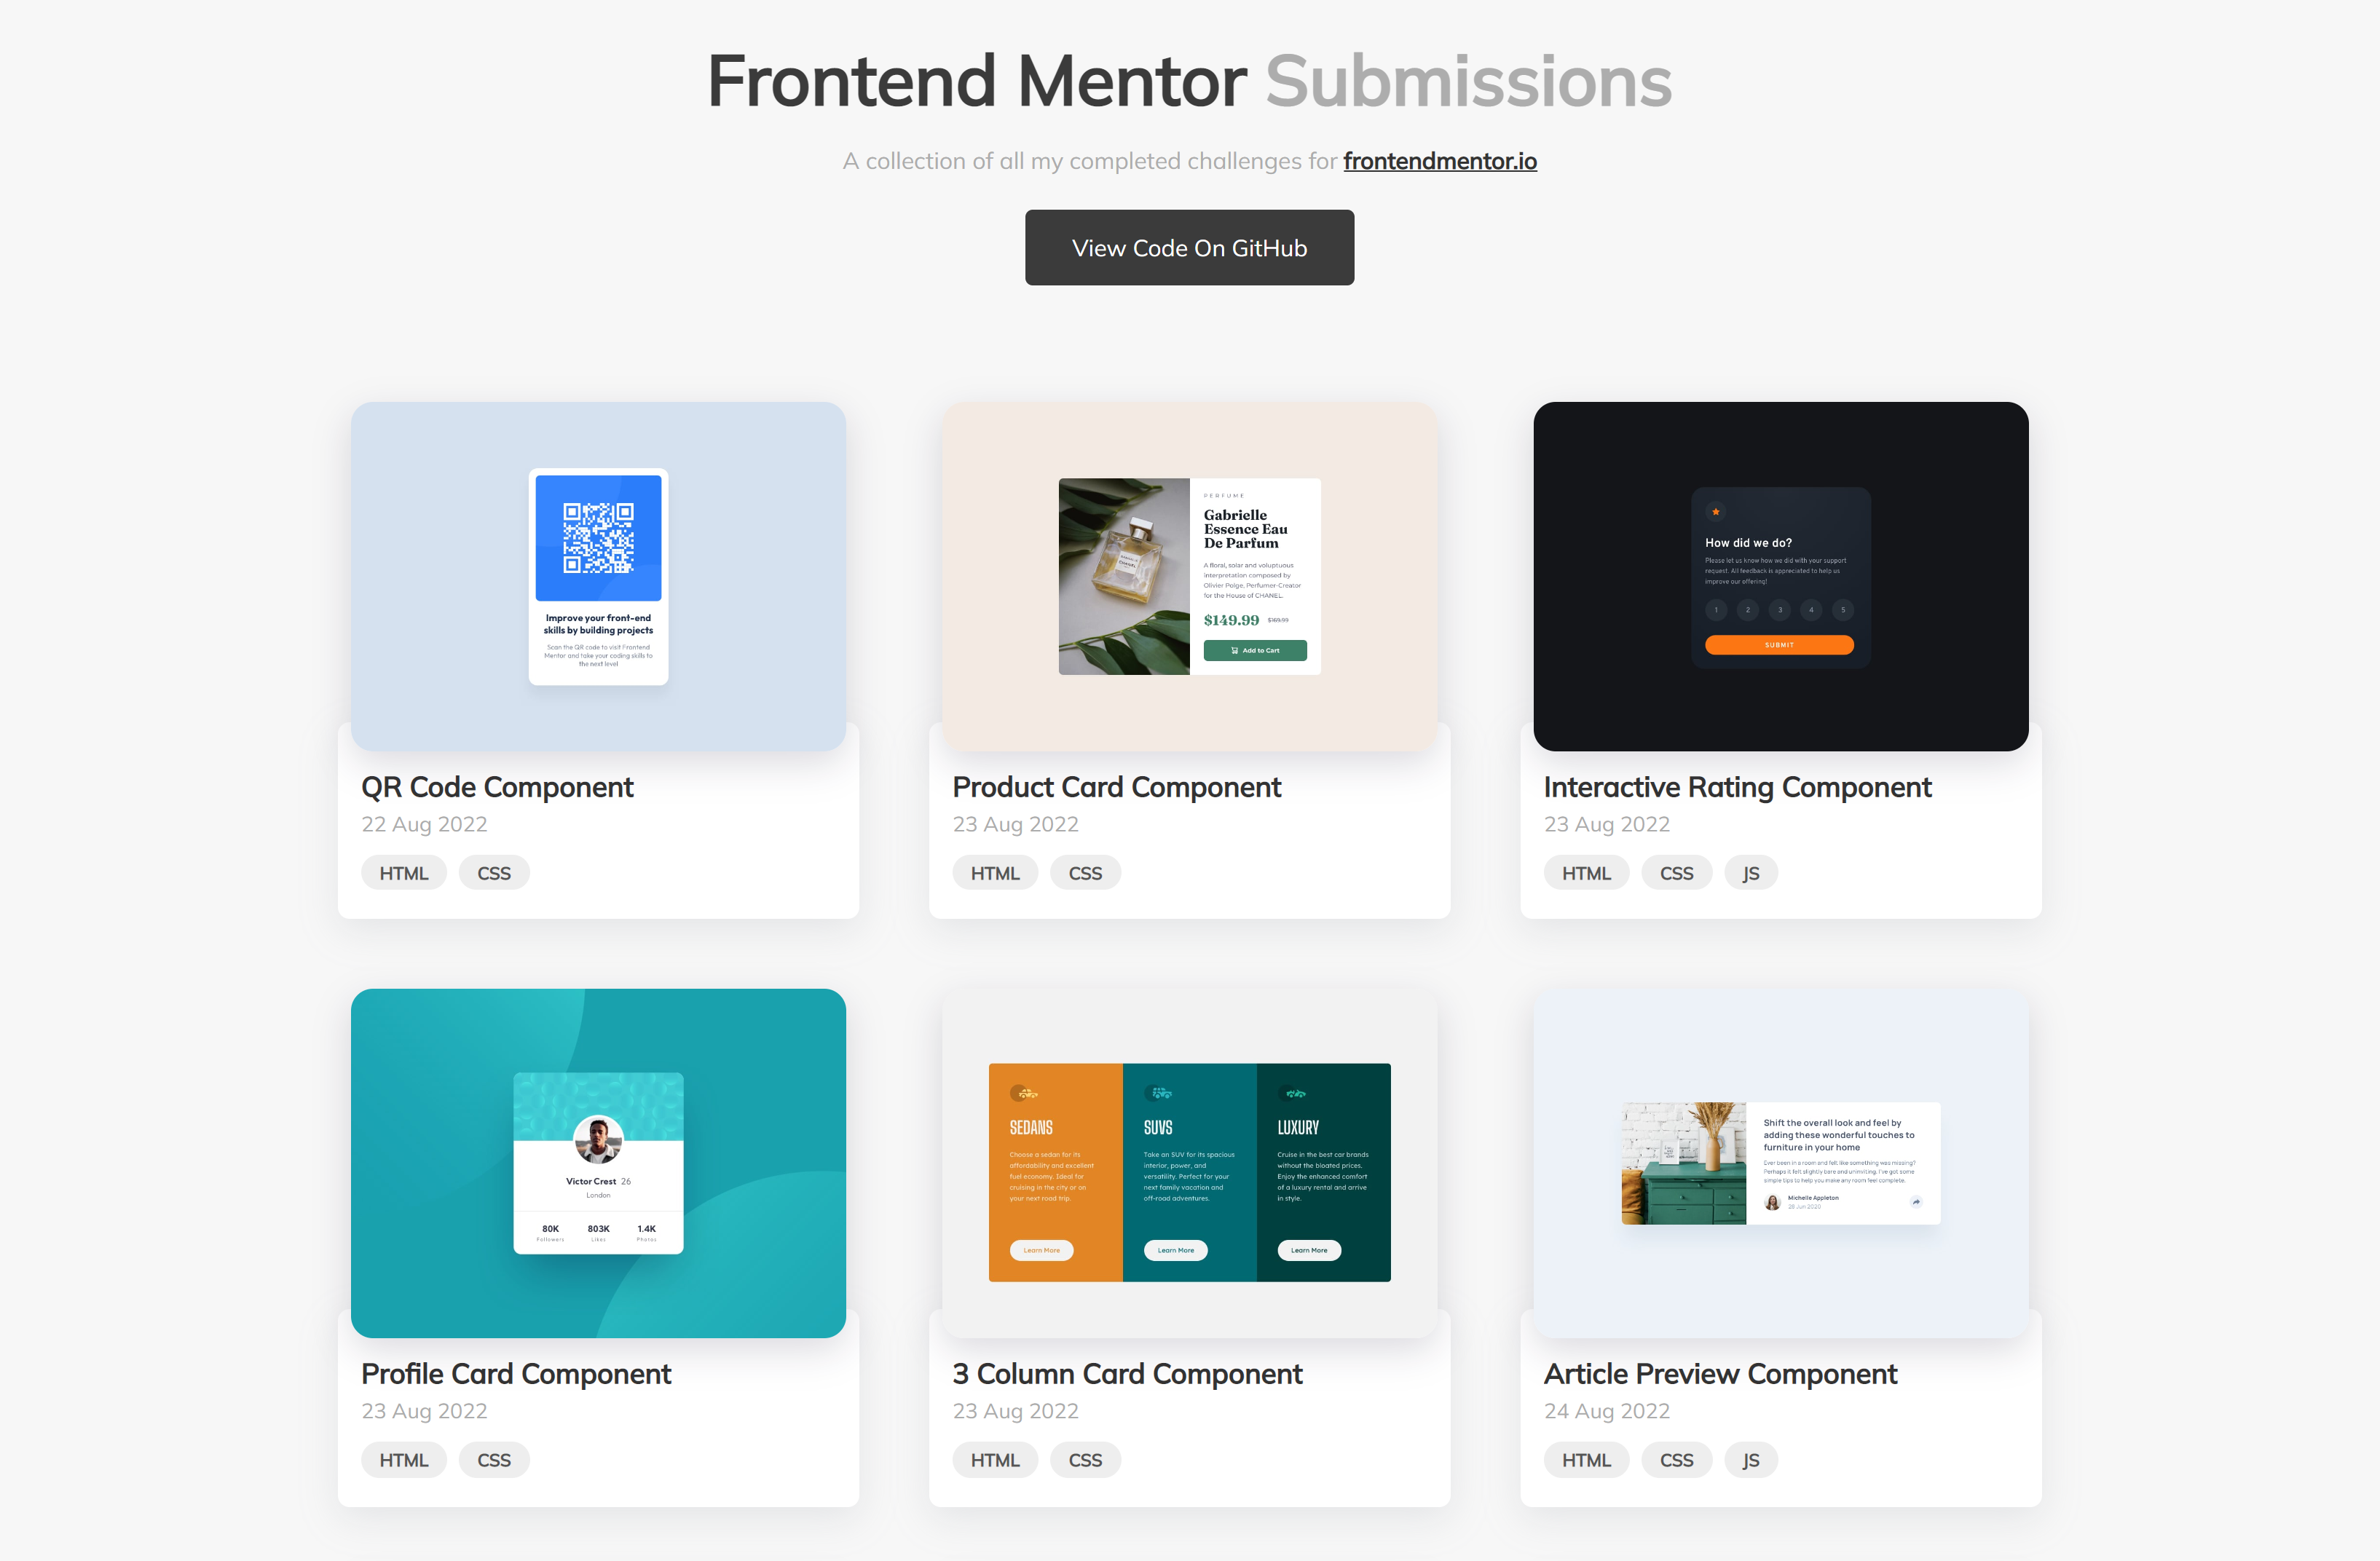 Frontend Mentor Submissions
A collection of all my completed challenges for frontendmentor.io
View Code On GitHub
Improve your front-end
skills by building projects
Scan the QR code to visit Frontend
Mentor and take your coding skills to
the next level
QR Code Component
22 Aug 2022
HTML CSS
PERFUME
Gabrielle
Essence Eau
De Parfum
A floral, solar and voluptuous
interpretation composed by
Olivier Polge, Perfumer-Creator
for the House of CHANEL.
$149.99 $169.99
Add to Cart
Product Card Component
23 Aug 2022
HTML CSS
How did we do?
Please let us know how we did with your support
request. All feedback is appreciated to help us
improve our offering!
1 2 3 4 5
SUBMIT
Interactive Rating Component
23 Aug 2022
HTML CSS JS
Victor Crest 26
London
80K 803K 1.4K
Followers Likes Photos
Profile Card Component
23 Aug 2022
HTML CSS
SEDANS
Choose a sedan for its
affordability and excellent
fuel economy. Ideal for
cruising in the city or on
your next road trip.
Learn More
SUVS
Take an SUV for its spacious
interior, power, and
versatility. Perfect for your
next family vacation and
off-road adventures.
Learn More
LUXURY
Cruise in the best car brands
without the bloated prices.
Enjoy the enhanced comfort
of a luxury rental and arrive
in style.
Learn More
3 Column Card Component
23 Aug 2022
HTML CSS
Shift the overall look and feel by
adding these wonderful touches to
furniture in your home
Ever been in a room and felt like something was missing?
Perhaps it felt slightly bare and uninviting. I've got some
simple tips to help you make any room feel complete.
Michelle Appleton
28 Jun 2020
Article Preview Component
24 Aug 2022
HTML CSS JS